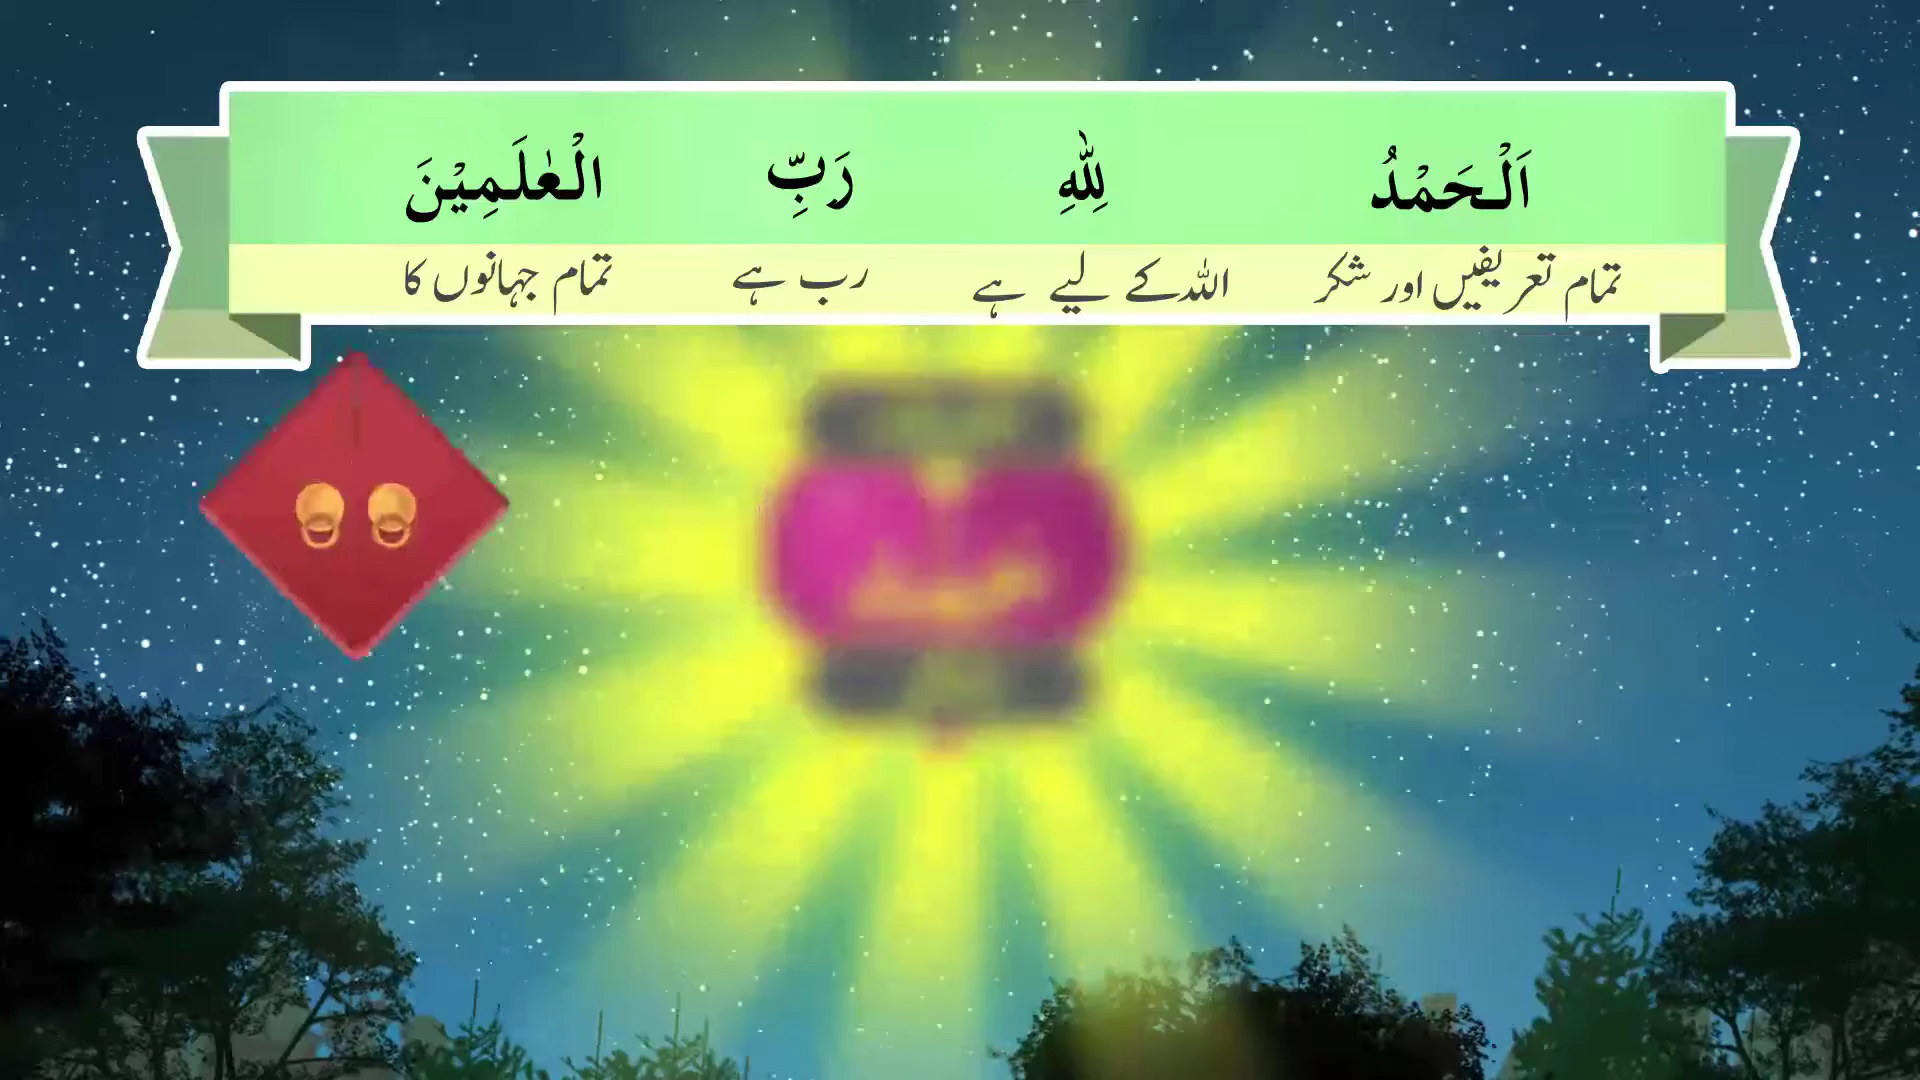 اَلْحَمْدُ لِلّٰهِ رَبِّ الْعٰلَمِيْنَ
تمام تعریفیں اور شکر اللہ کے لیے ہے رب ہے تمام جہانوں کا